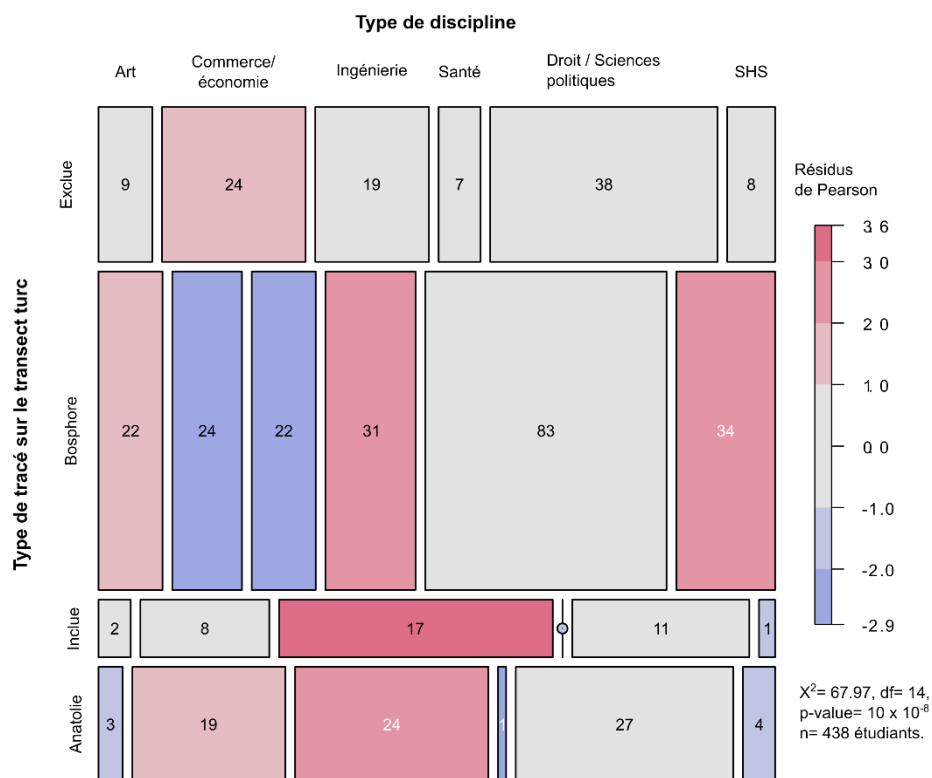 Type de discipline
Art
Commerce/
économie
Ingénierie
Santé
Droit / Sciences
politiques
SHS
Type de tracé sur le transect turc
Exclue
9
24
19
7
38
8
Bosphore
22
24
22
31
83
34
Inclue
2
8
17
11
1
Anatolie
3
19
24
1
27
4
Résidus
de Pearson
3.6
3.0
2.0
1.0
0.0
-1.0
-2.0
-2.9
X²= 67.97, df= 14,
p-value= 10 x 10⁻⁸
n= 438 étudiants.